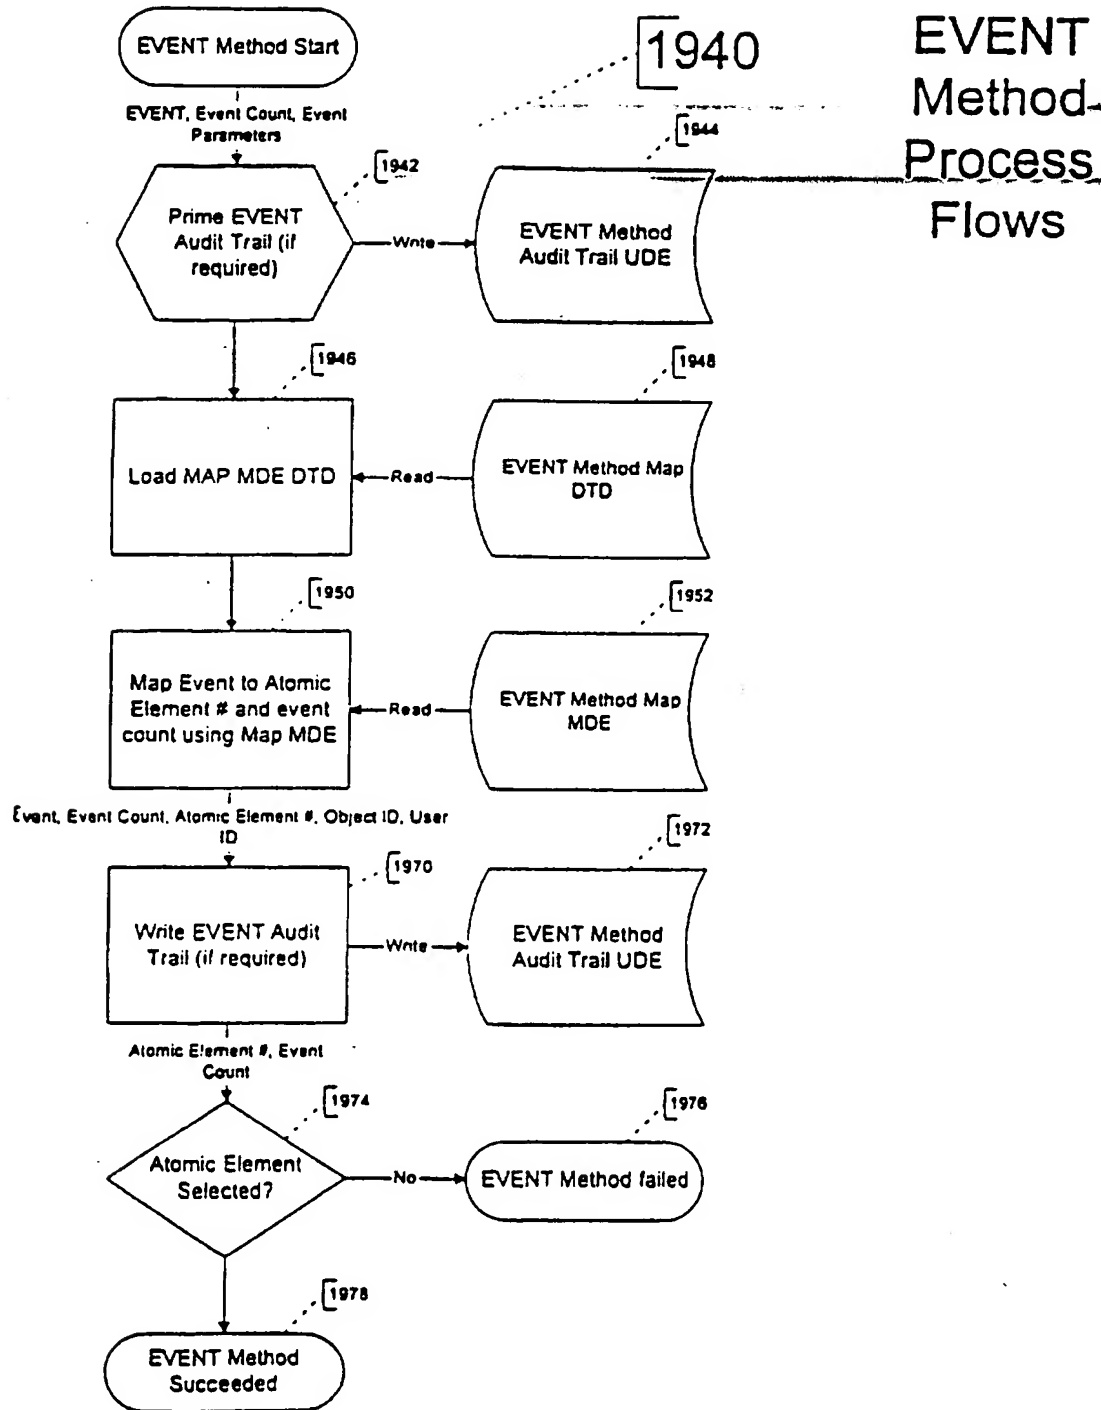 EVENT Method Start
1940
EVENT
Method
Process
Flows
EVENT, Event Count, Event
Parameters
1942
1944
Prime EVENT
Audit Trail (if
required)
Write
EVENT Method
Audit Trail UDE
1946
1948
Load MAP MDE DTD
Read
EVENT Method Map
DTD
1950
1952
Map Event to Atomic
Element # and event
count using Map MDE
Read
EVENT Method Map
MDE
Event, Event Count, Atomic Element #, Object ID, User
ID
1970
1972
Write EVENT Audit
Trail (if required)
Write
EVENT Method
Audit Trail UDE
Atomic Element #, Event
Count
1974
1976
Atomic Element
Selected?
No
EVENT Method failed
1978
EVENT Method
Succeeded